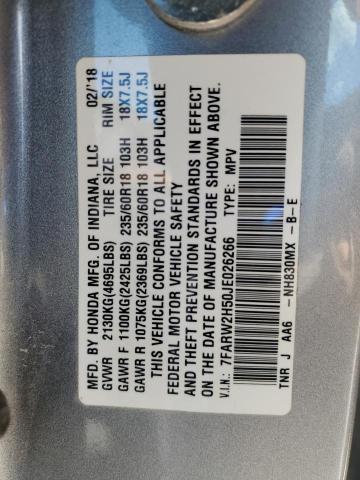 MFD. BY HONDA MFG. OF INDIANA, LLC 02/'18
GVWR 2130KG(4695LBS) TIRE SIZE RIM SIZE
GAWR F 1100KG(2425LBS) 235/60R18 103H 18X7.5J
GAWR R 1075KG(2369LBS) 235/60R18 103H 18X7.5J
THIS VEHICLE CONFORMS TO ALL APPLICABLE
FEDERAL MOTOR VEHICLE SAFETY
AND THEFT PREVENTION STANDARDS IN EFFECT
ON THE DATE OF MANUFACTURE SHOWN ABOVE.
V.I.N.: 7FARW2H50JE026266 TYPE: MPV
TNR J AA6 -NH830MX -B-E